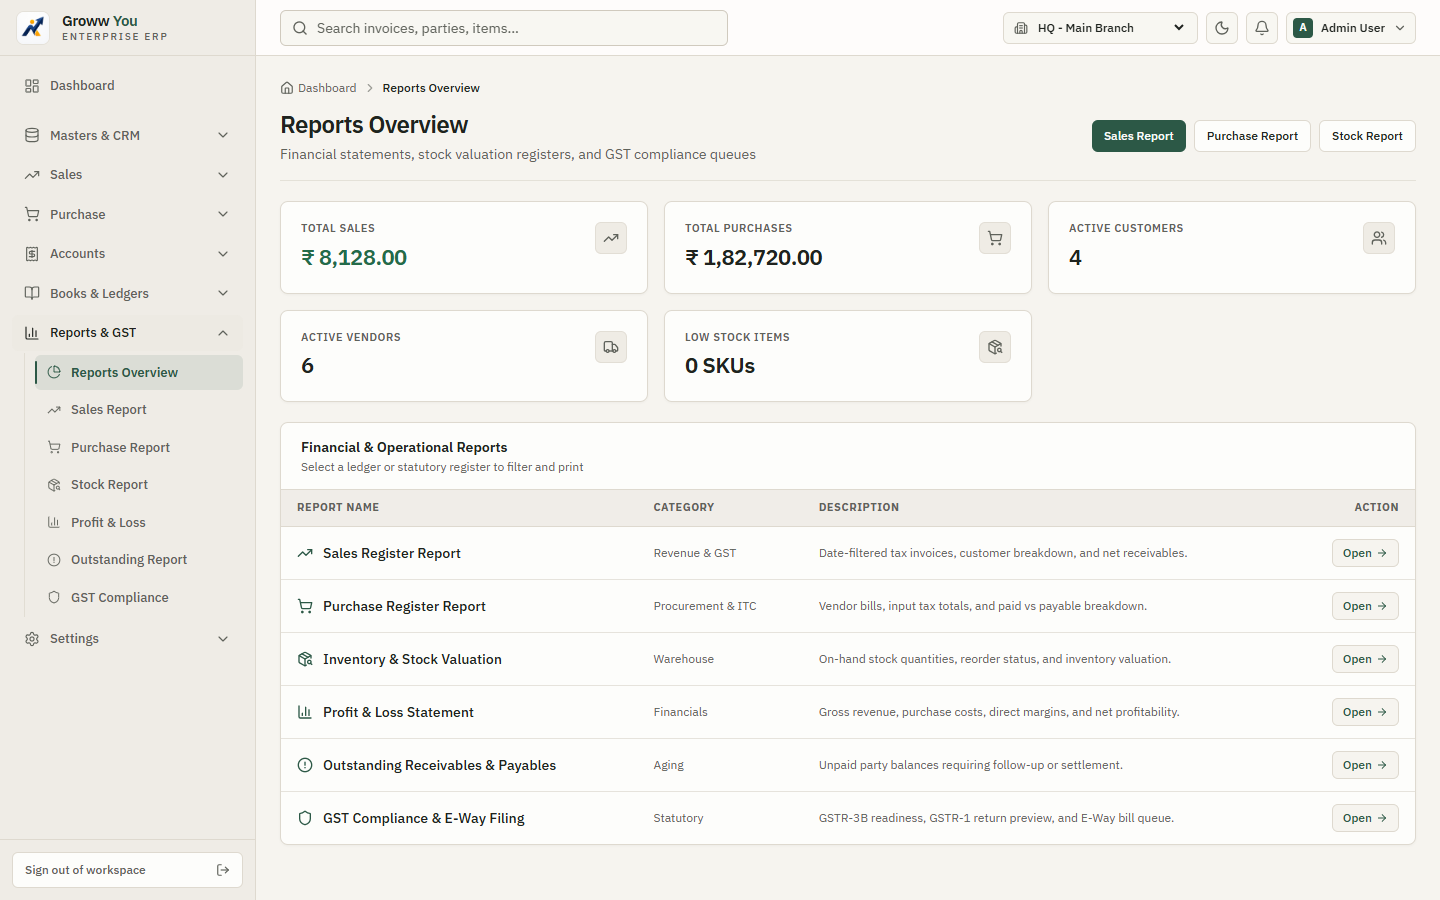 Groww You
ENTERPRISE ERP
Search invoices, parties, items...
HQ - Main Branch
A
Admin User
Dashboard
Masters & CRM
Sales
Purchase
Accounts
Books & Ledgers
Reports & GST
Reports Overview
Sales Report
Purchase Report
Stock Report
Profit & Loss
Outstanding Report
GST Compliance
Settings
Sign out of workspace
Dashboard
Reports Overview
Reports Overview
Financial statements, stock valuation registers, and GST compliance queues
Sales Report
Purchase Report
Stock Report
TOTAL SALES
₹ 8,128.00
TOTAL PURCHASES
₹ 1,82,720.00
ACTIVE CUSTOMERS
4
ACTIVE VENDORS
6
LOW STOCK ITEMS
0 SKUs
Financial & Operational Reports
Select a ledger or statutory register to filter and print
REPORT NAME CATEGORY DESCRIPTION ACTION
Sales Register Report Revenue & GST Date-filtered tax invoices, customer breakdown, and net receivables. Open
Purchase Register Report Procurement & ITC Vendor bills, input tax totals, and paid vs payable breakdown. Open
Inventory & Stock Valuation Warehouse On-hand stock quantities, reorder status, and inventory valuation. Open
Profit & Loss Statement Financials Gross revenue, purchase costs, direct margins, and net profitability. Open
Outstanding Receivables & Payables Aging Unpaid party balances requiring follow-up or settlement. Open
GST Compliance & E-Way Filing Statutory GSTR-3B readiness, GSTR-1 return preview, and E-Way bill queue. Open